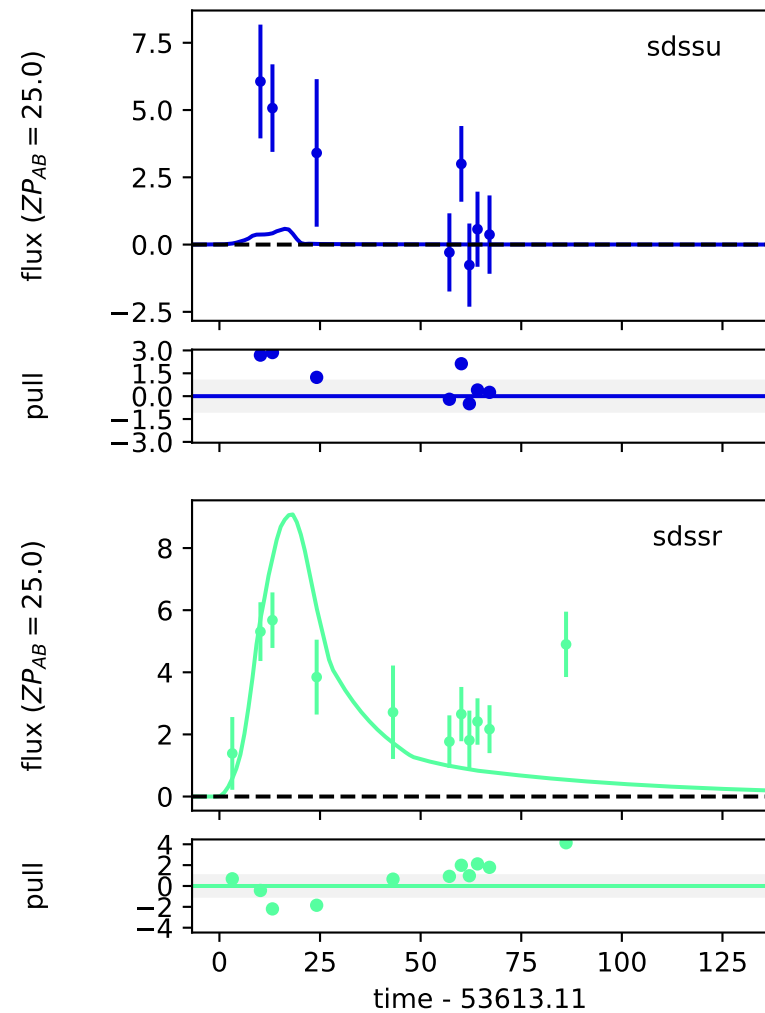 sdssu
flux (ZP_AB = 25.0)
7.5
5.0
2.5
0.0
−2.5
pull
3.0
1.5
0.0
−1.5
−3.0
sdssr
flux (ZP_AB = 25.0)
8
6
4
2
0
pull
4
2
0
−2
−4
0 25 50 75 100 125
time - 53613.11